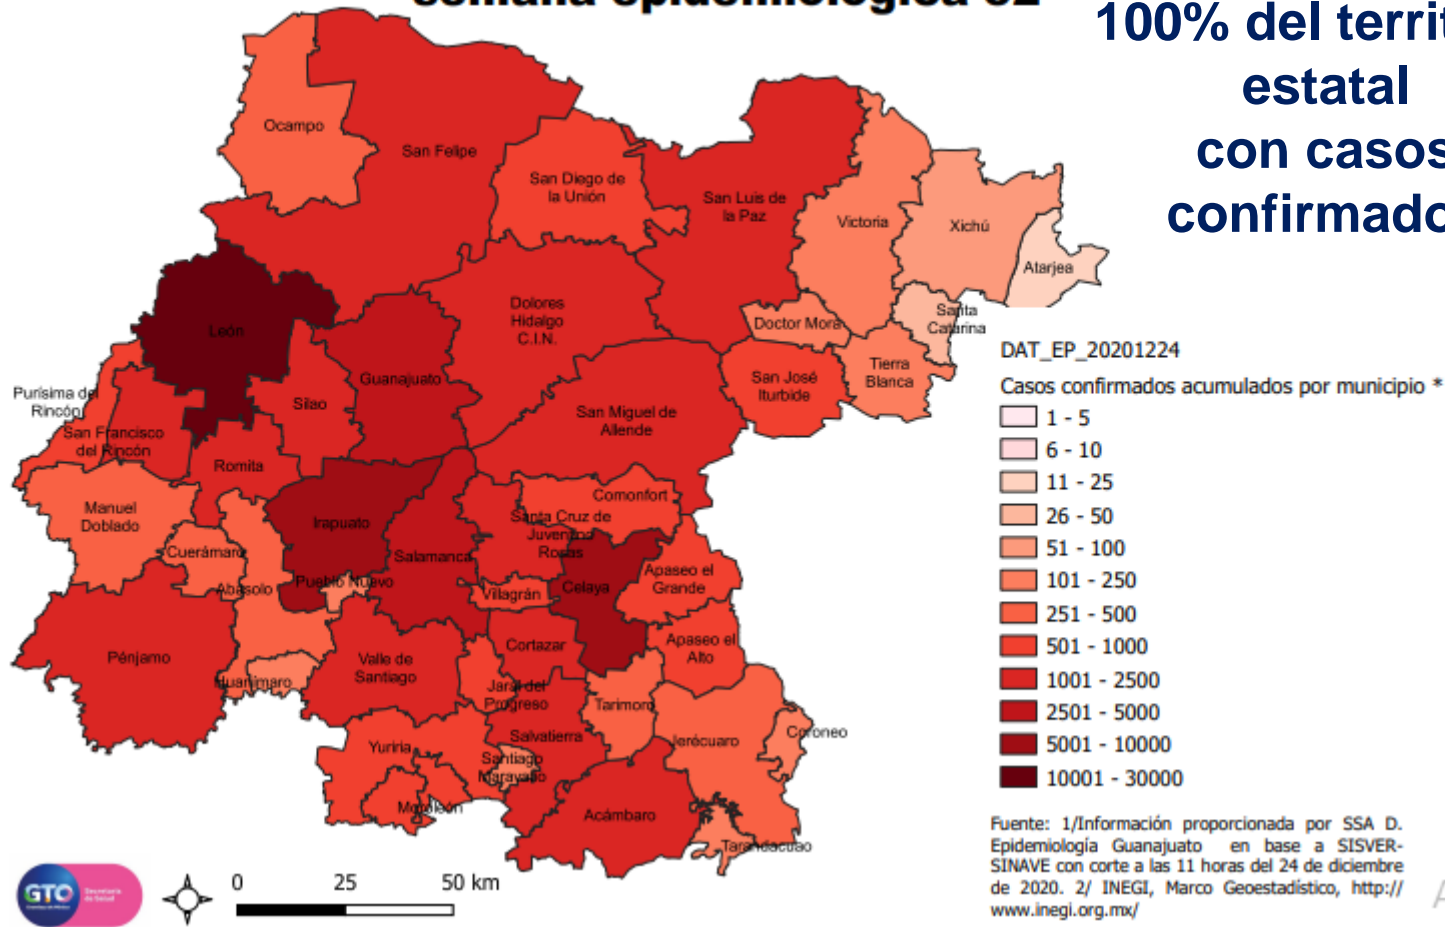 semana epidemiológica 52
100% del territ
estatal
con casos
confirmado
Ocampo
San Felipe
San Diego de
la Unión
San Luis de
la Paz
Victoria
Xichú
Atarjea
León
Dolores
Hidalgo
C.I.N.
Doctor Mora
Santa
Catarina
Guanajuato
Tierra
Blanca
San José
Iturbide
Purísima del
Rincón
Silao
San Miguel de
Allende
San Francisco
del Rincón
Romita
Manuel
Doblado
Irapuato
Comonfort
Santa Cruz de
Juventino
Rosas
Cuerámaro
Salamanca
Abasolo
Pueblo Nuevo
Villagrán
Celaya
Apaseo el
Grande
Pénjamo
Cortazar
Apaseo el
Alto
Valle de
Santiago
Huanímaro
Jaral del
Progreso
Tarimoro
Salvatierra
Jerécuaro
Coroneo
Yuriria
Santiago
Maravatío
Moroleón
Acámbaro
Tarandacuao
DAT_EP_20201224
Casos confirmados acumulados por municipio *
1 - 5
6 - 10
11 - 25
26 - 50
51 - 100
101 - 250
251 - 500
501 - 1000
1001 - 2500
2501 - 5000
5001 - 10000
10001 - 30000
Fuente: 1/Información proporcionada por SSA D.
Epidemiología Guanajuato en base a SISVER-
SINAVE con corte a las 11 horas del 24 de diciembre
de 2020. 2/ INEGI, Marco Geoestadístico, http://
www.inegi.org.mx/
GTO
Secretaría
de Salud
0 25 50 km
A